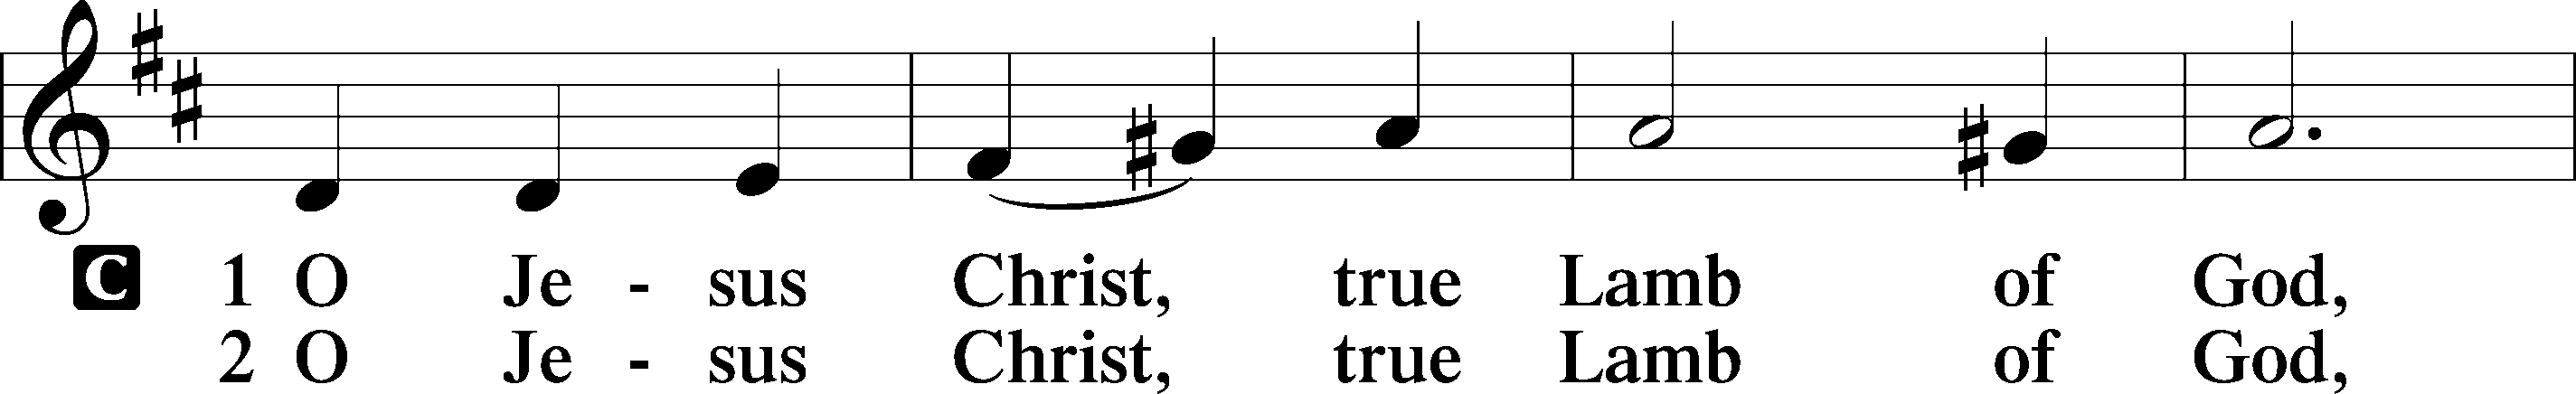 C 1 O Je - sus Christ, true Lamb of God,
2 O Je - sus Christ, true Lamb of God,